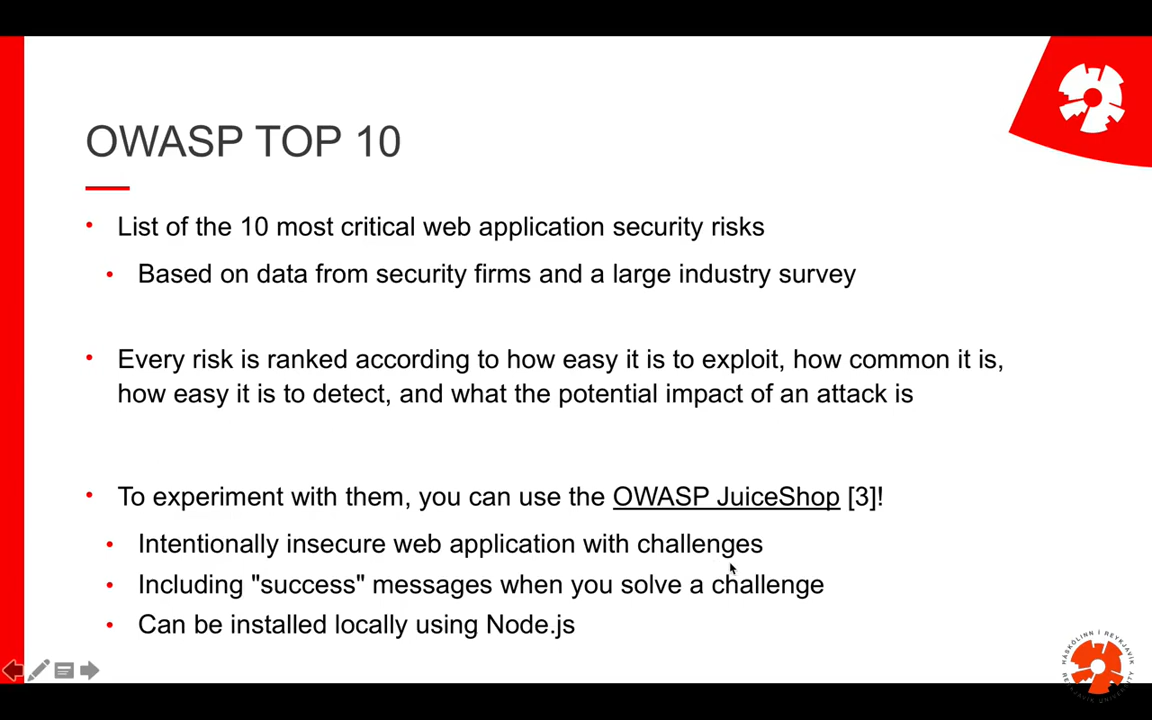 OWASP TOP 10
• List of the 10 most critical web application security risks
• Based on data from security firms and a large industry survey
• Every risk is ranked according to how easy it is to exploit, how common it is,
how easy it is to detect, and what the potential impact of an attack is
• To experiment with them, you can use the OWASP JuiceShop [3]!
• Intentionally insecure web application with challenges
• Including "success" messages when you solve a challenge
• Can be installed locally using Node.js
HÁSKÓLINN Í REYKJAVÍK
REYKJAVIK UNIVERSITY